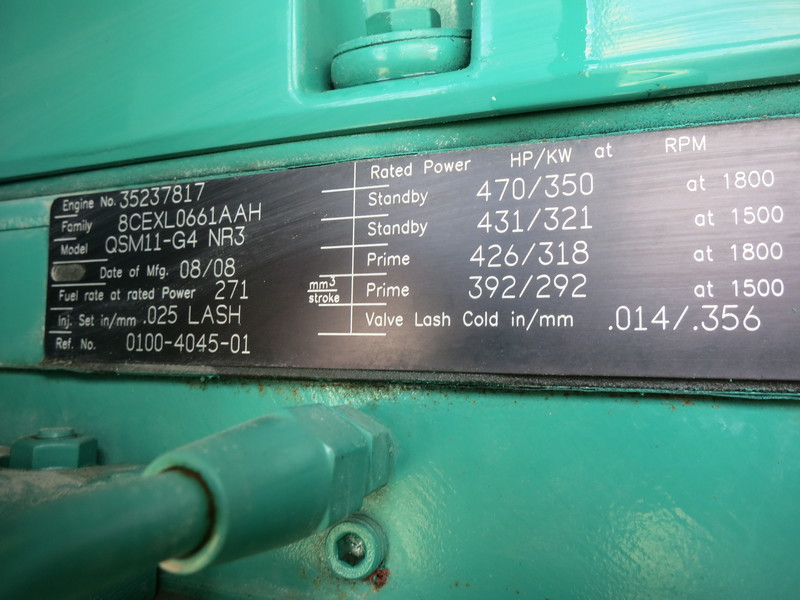 Engine No. 35237817
Family 8CEXL0661AAH
Model QSM11-G4 NR3
Date of Mfg. 08/08
Fuel rate at rated Power 271 mm3 stroke
Inj. Set in/mm .025 LASH
Ref. No. 0100-4045-01
Rated Power HP/KW at RPM
Standby 470/350 at 1800
Standby 431/321 at 1500
Prime 426/318 at 1800
Prime 392/292 at 1500
Valve Lash Cold in/mm .014/.356